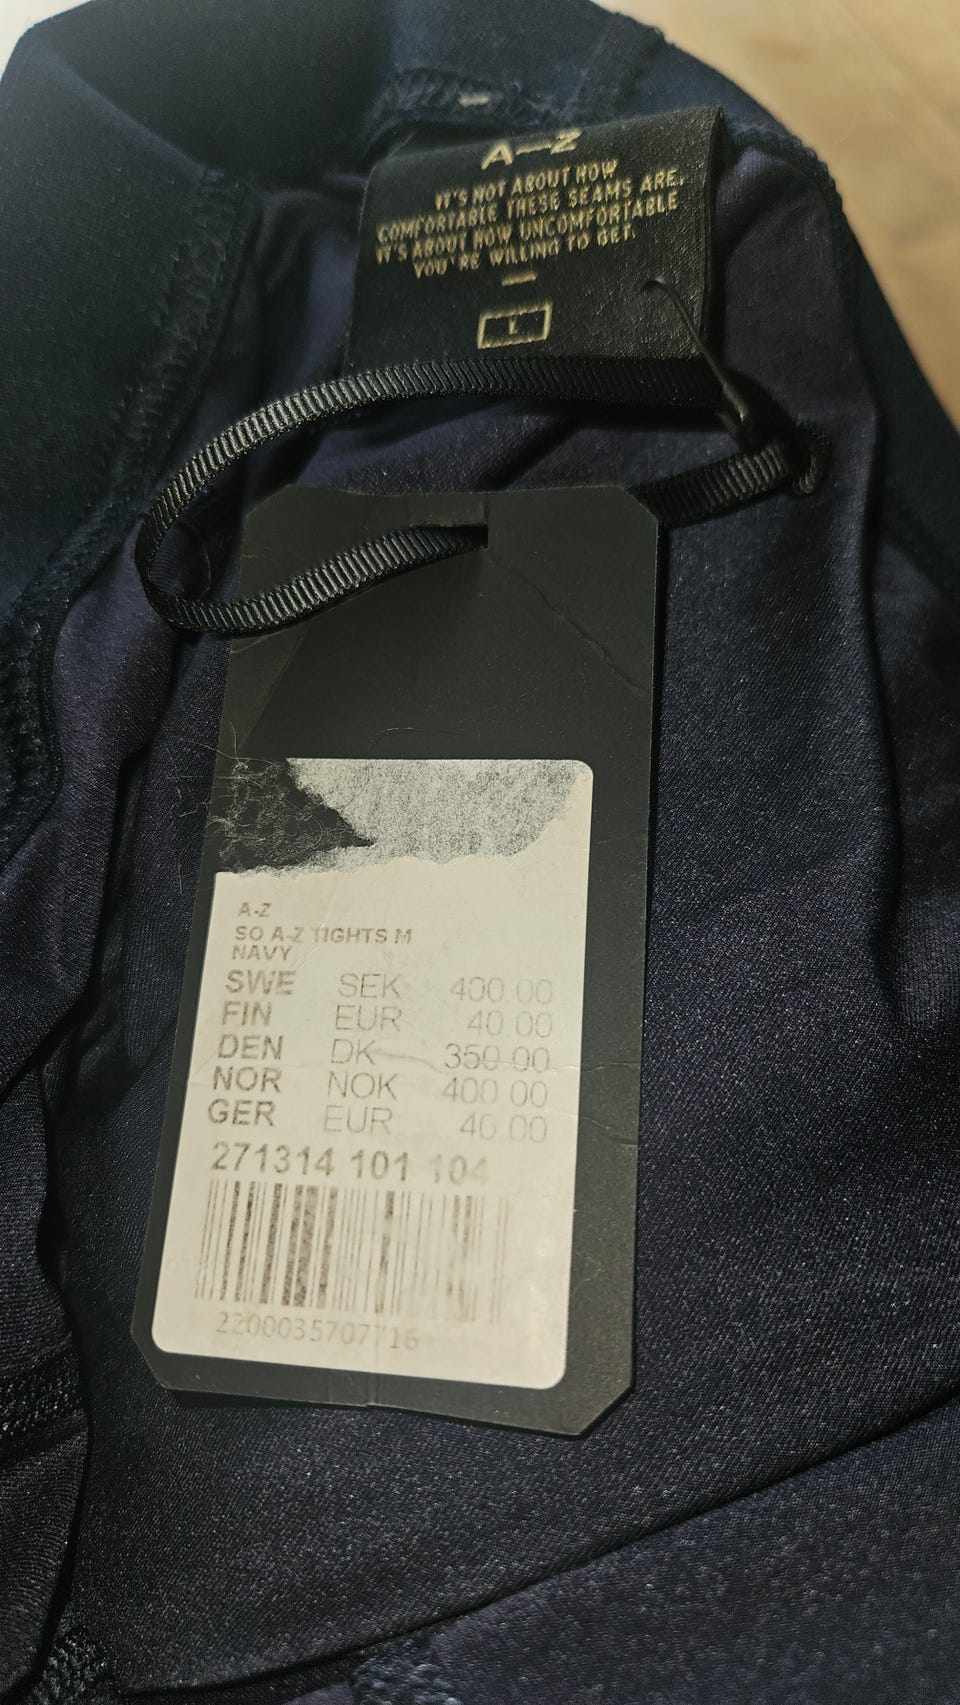 A—Z
IT'S NOT ABOUT HOW
COMFORTABLE THESE SEAMS ARE.
IT'S ABOUT HOW UNCOMFORTABLE
YOU'RE WILLING TO GET.
—
A-Z
SO A-Z TIGHTS M
NAVY
SWE SEK 400.00
FIN EUR 40.00
DEN DK 350.00
NOR NOK 400.00
GER EUR 40.00
271314 101 104
2200035707716